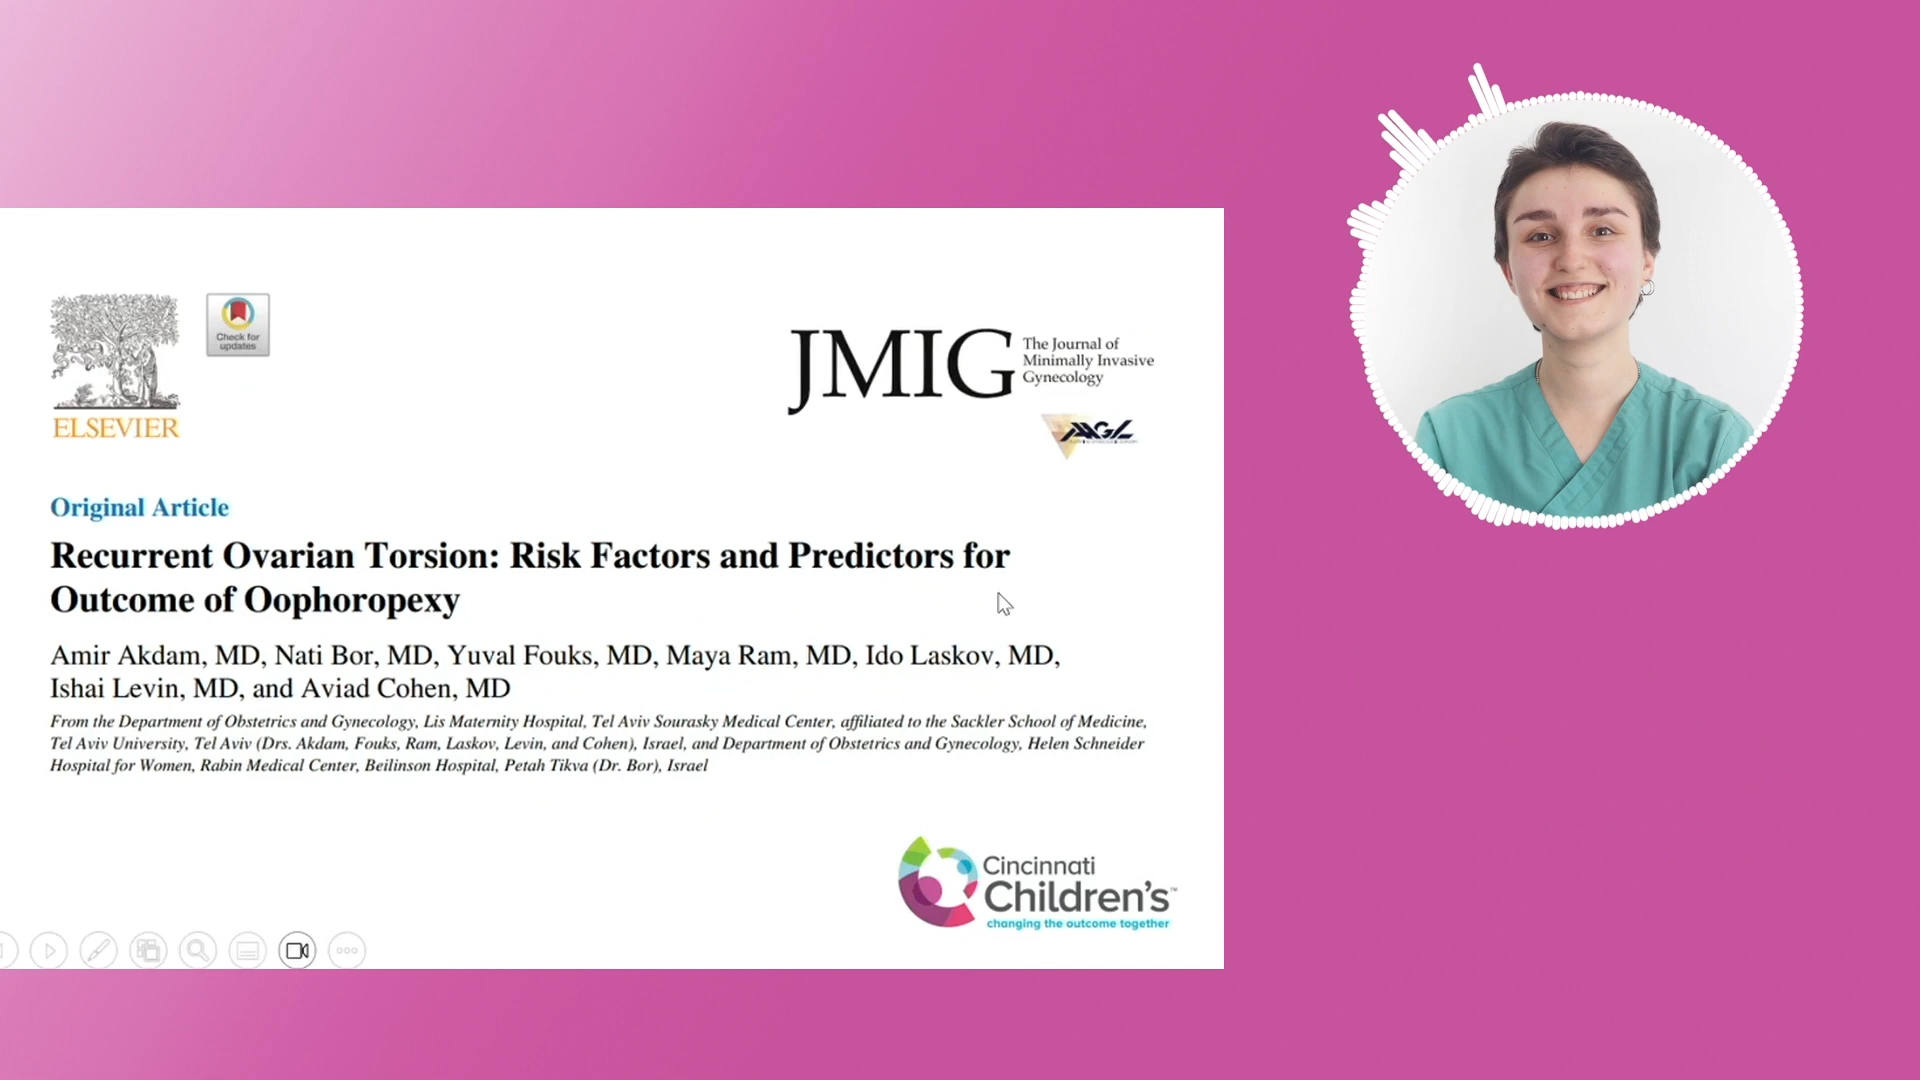 ELSEVIER
Check for
updates
JMIG
The Journal of
Minimally Invasive
Gynecology
AAGL
Original Article
Recurrent Ovarian Torsion: Risk Factors and Predictors for
Outcome of Oophoropexy
Amir Akdam, MD, Nati Bor, MD, Yuval Fouks, MD, Maya Ram, MD, Ido Laskov, MD,
Ishai Levin, MD, and Aviad Cohen, MD
From the Department of Obstetrics and Gynecology, Lis Maternity Hospital, Tel Aviv Sourasky Medical Center, affiliated to the Sackler School of Medicine,
Tel Aviv University, Tel Aviv (Drs. Akdam, Fouks, Ram, Laskov, Levin, and Cohen), Israel, and Department of Obstetrics and Gynecology, Helen Schneider
Hospital for Women, Rabin Medical Center, Beilinson Hospital, Petah Tikva (Dr. Bor), Israel
Cincinnati
Children's™
changing the outcome together